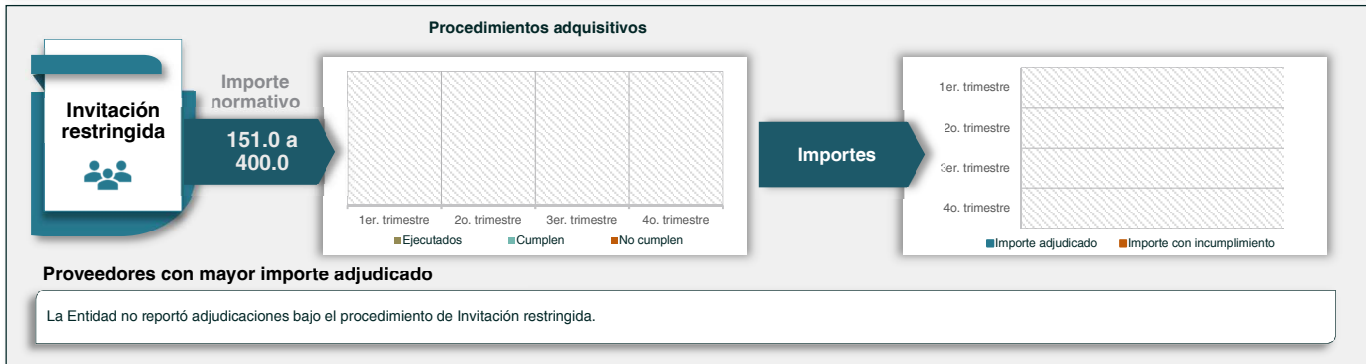 Procedimientos adquisitivos
Invitación
restringida
Importe
normativo
151.0 a
400.0
1er. trimestre 2o. trimestre 3er. trimestre 4o. trimestre
Ejecutados Cumplen No cumplen
Importes
1er. trimestre
2o. trimestre
3er. trimestre
4o. trimestre
Importe adjudicado Importe con incumplimiento
Proveedores con mayor importe adjudicado
La Entidad no reportó adjudicaciones bajo el procedimiento de Invitación restringida.